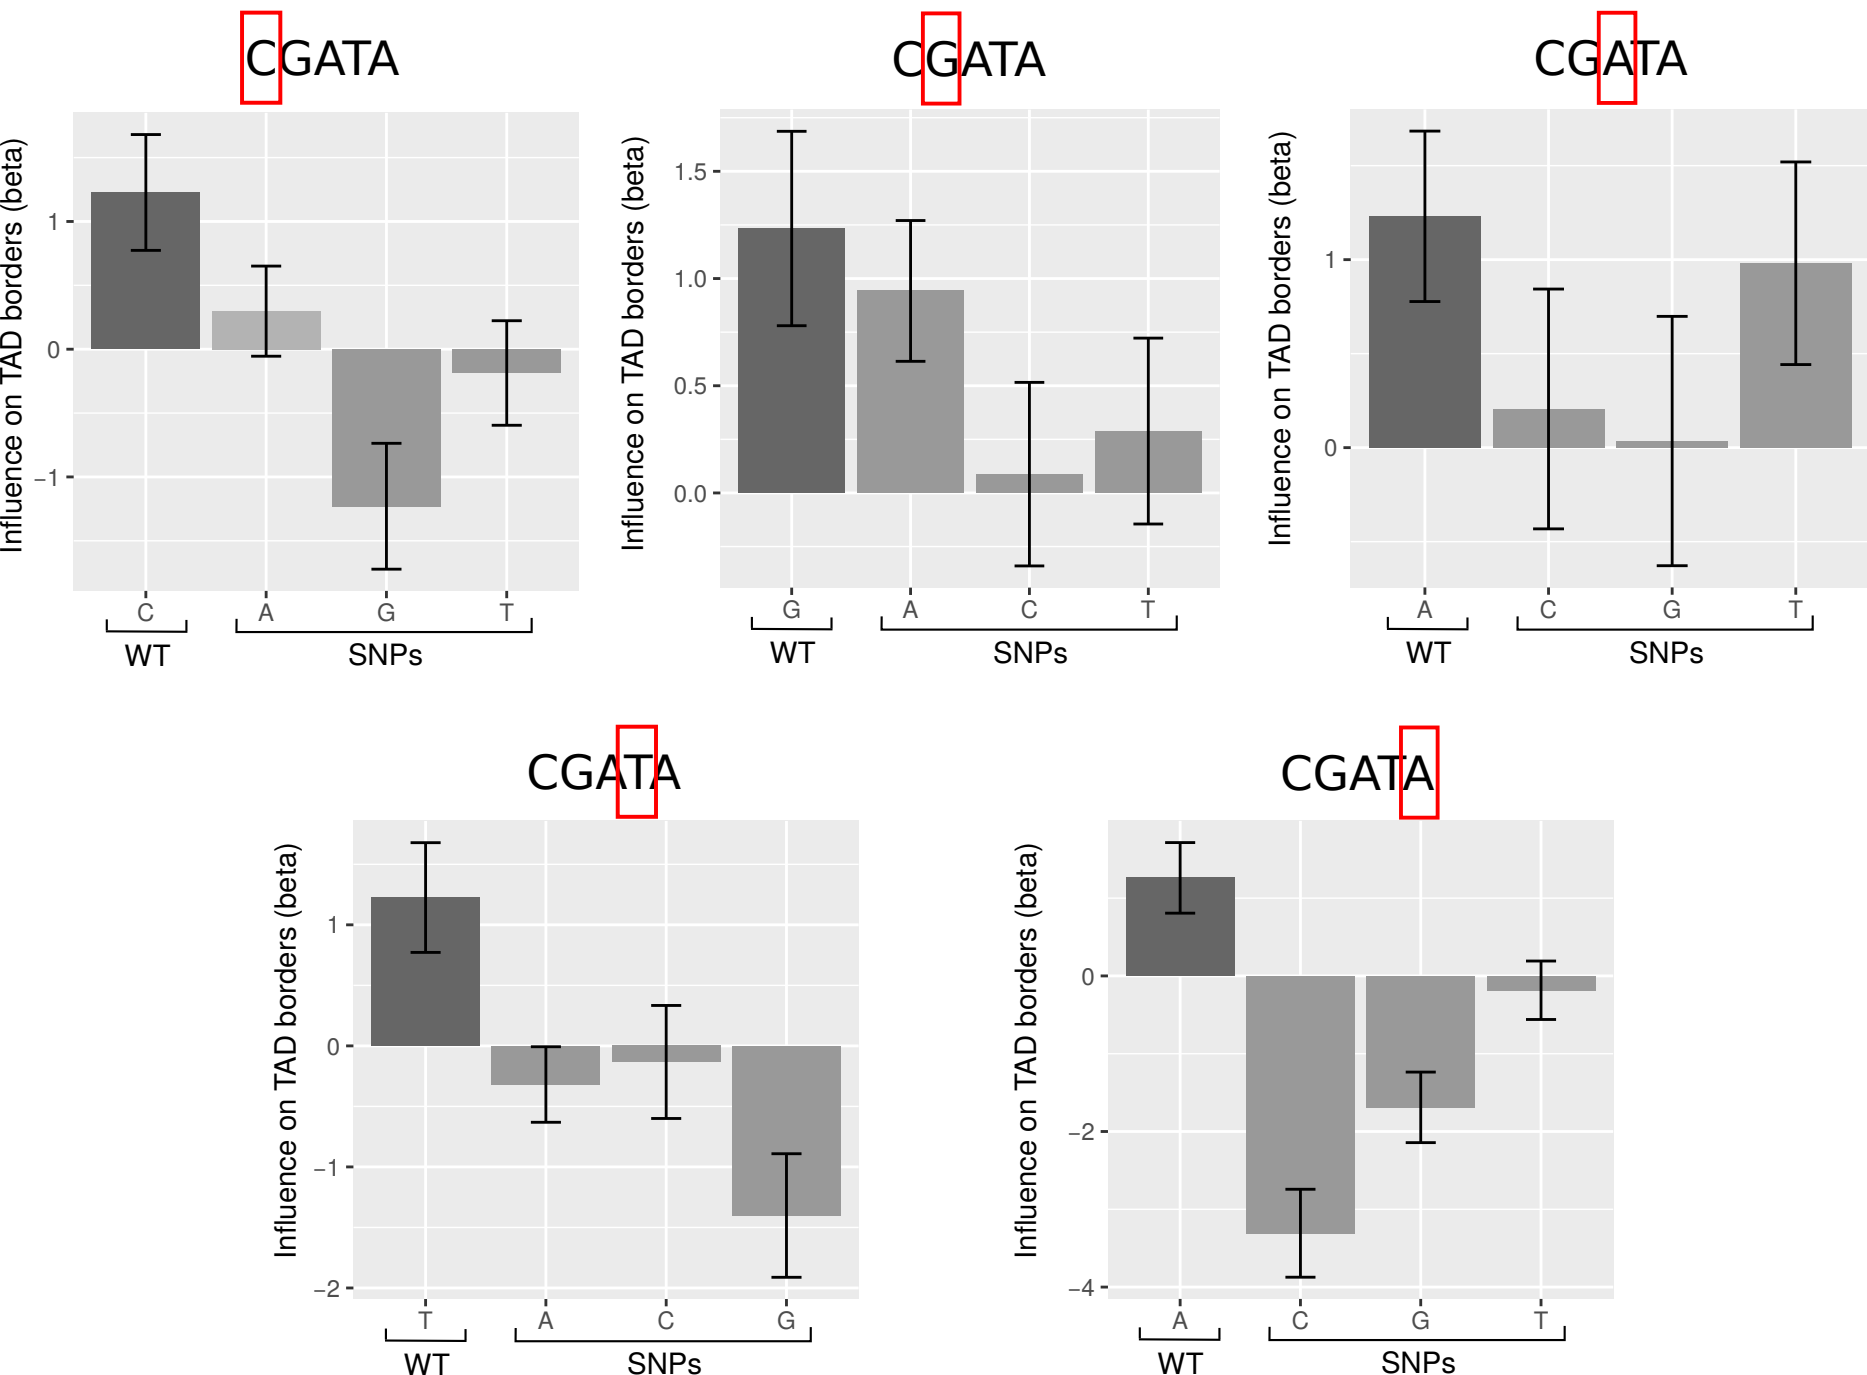 CGATA
Influence on TAD borders (beta)
1
0
−1
C A G T
WT SNPs
CGATA
Influence on TAD borders (beta)
1.5
1.0
0.5
0.0
G A C T
WT SNPs
CGATA
Influence on TAD borders (beta)
1
0
A C G T
WT SNPs
CGATA
Influence on TAD borders (beta)
1
0
−1
−2
T A C G
WT SNPs
CGATA
Influence on TAD borders (beta)
0
−2
−4
A C G T
WT SNPs